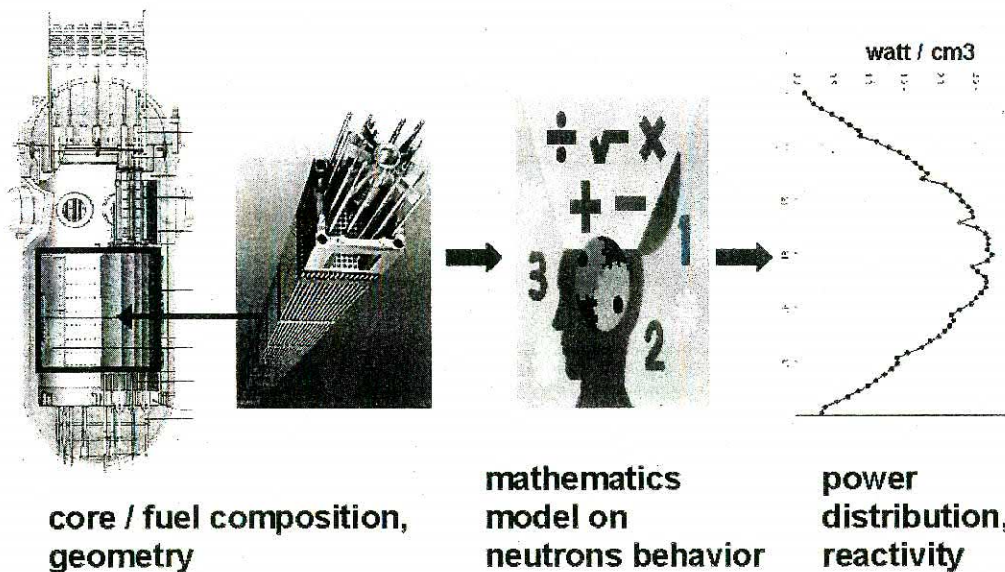 watt / cm3
÷ √ ×
+ -
1
3
2
core / fuel composition,
geometry
mathematics
model on
neutrons behavior
power
distribution,
reactivity